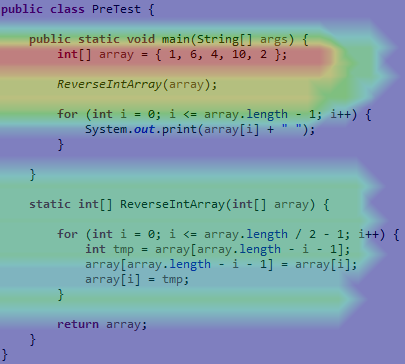 public class PreTest {
public static void main(String[] args) {
int[] array = { 1, 6, 4, 10, 2 };
ReverseIntArray(array);
for (int i = 0; i <= array.length - 1; i++) {
System.out.print(array[i] + " ");
}
}
static int[] ReverseIntArray(int[] array) {
for (int i = 0; i <= array.length / 2 - 1; i++) {
int tmp = array[array.length - i - 1];
array[array.length - i - 1] = array[i];
array[i] = tmp;
}
return array;
}
}